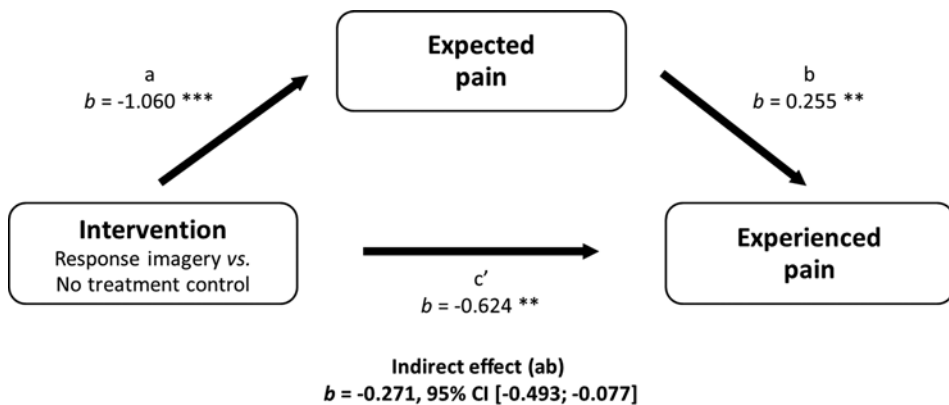 Expected
pain
a
b = -1.060 ***
b
b = 0.255 **
Intervention
Response imagery vs.
No treatment control
Experienced
pain
c’
b = -0.624 **
Indirect effect (ab)
b = -0.271, 95% CI [-0.493; -0.077]